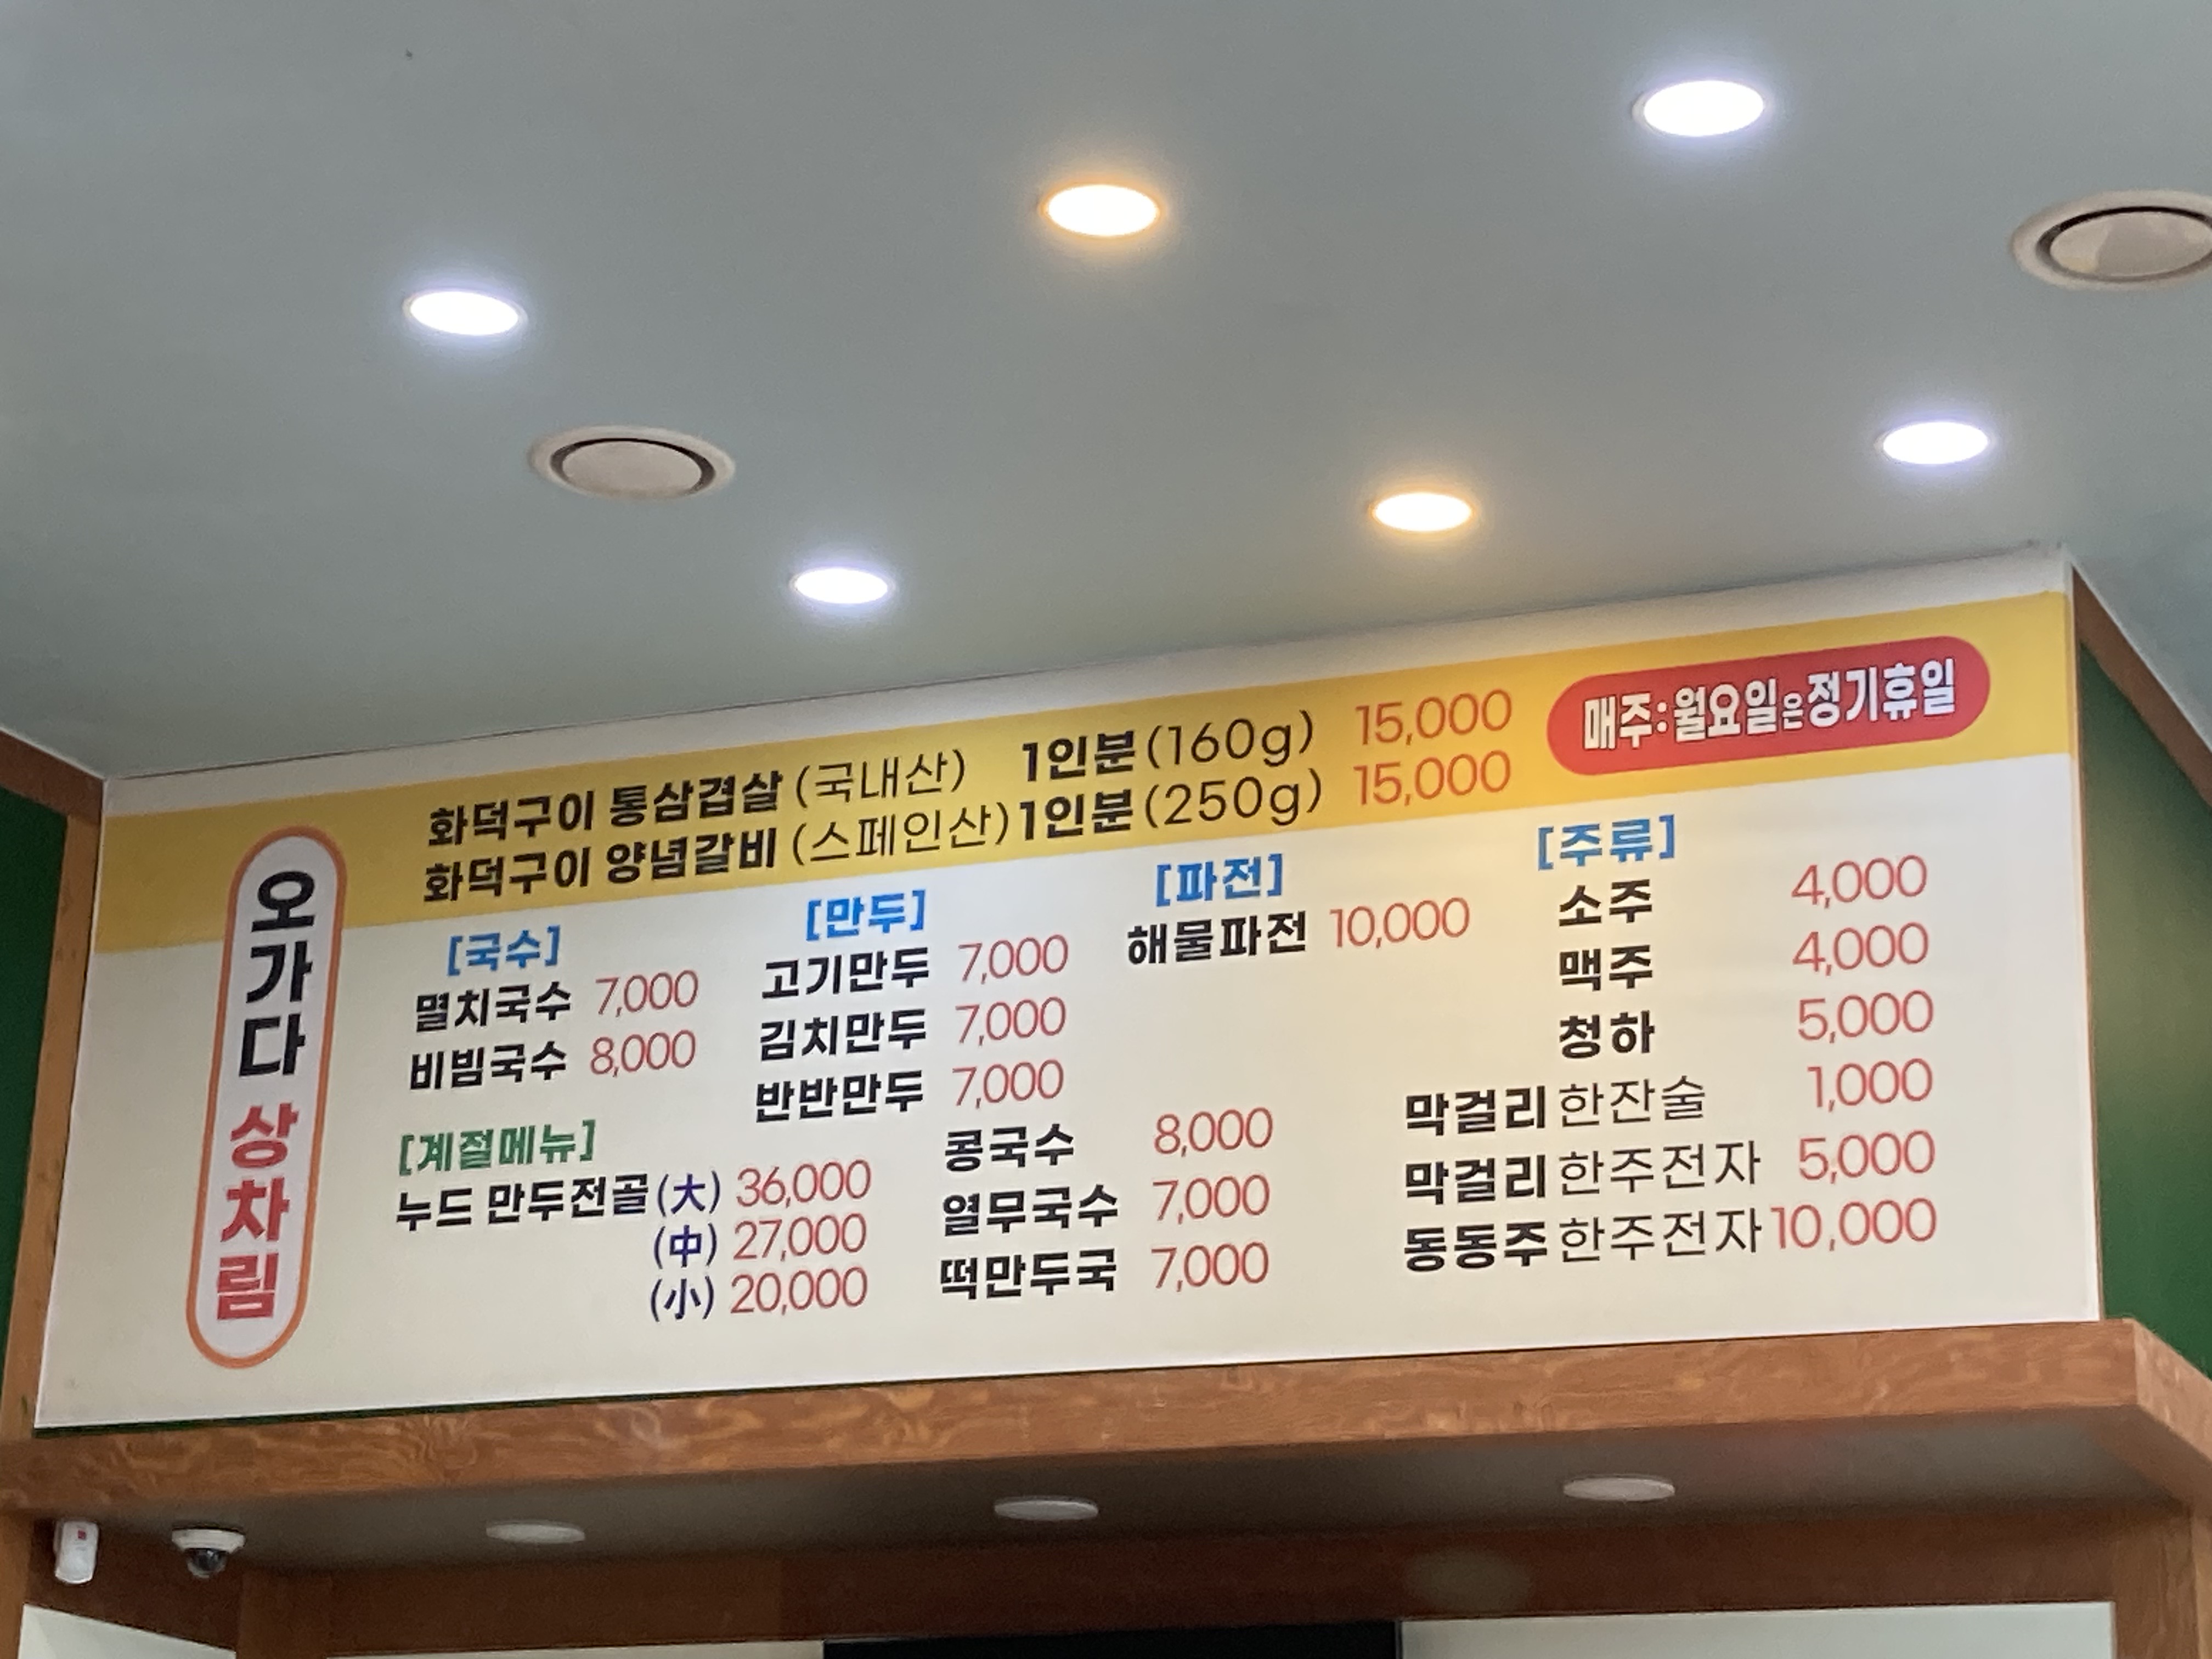 오가다 상차림
화덕구이 통삼겹살 (국내산) 1인분(160g) 15,000
화덕구이 양념갈비 (스페인산) 1인분(250g) 15,000
매주:월요일은정기휴일
[국수]
멸치국수 7,000
비빔국수 8,000
[만두]
고기만두 7,000
김치만두 7,000
반반만두 7,000
[파전]
해물파전 10,000
[계절메뉴]
누드 만두전골(大) 36,000
(中) 27,000
(小) 20,000
콩국수 8,000
열무국수 7,000
떡만두국 7,000
[주류]
소주 4,000
맥주 4,000
청하 5,000
막걸리한잔술 1,000
막걸리한주전자 5,000
동동주한주전자 10,000